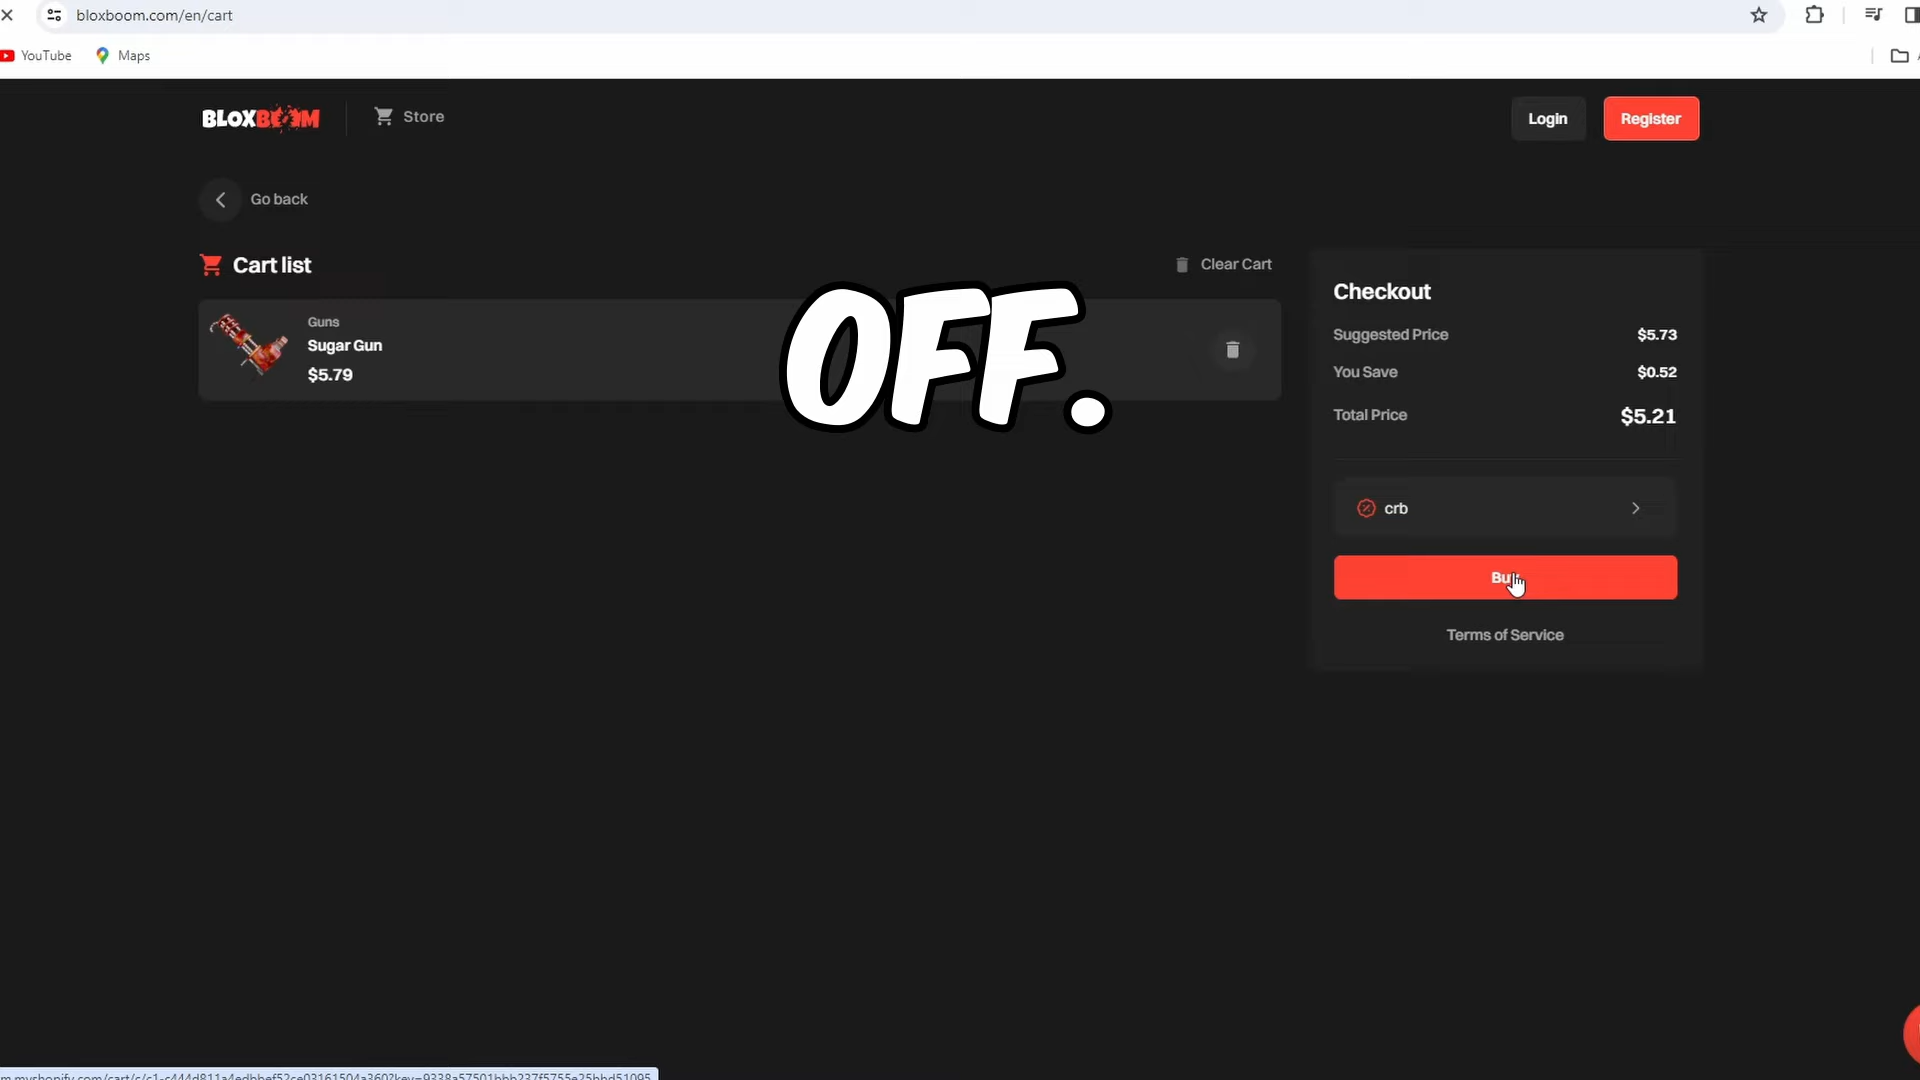 bloxboom.com/en/cart
YouTube
Maps
BLOXBOOM
Store
Login
Register
Go back
Cart list
Clear Cart
Guns
Sugar Gun
$5.79
OFF.
Checkout
Suggested Price
$5.73
You Save
$0.52
Total Price
$5.21
crb
Buy
Terms of Service